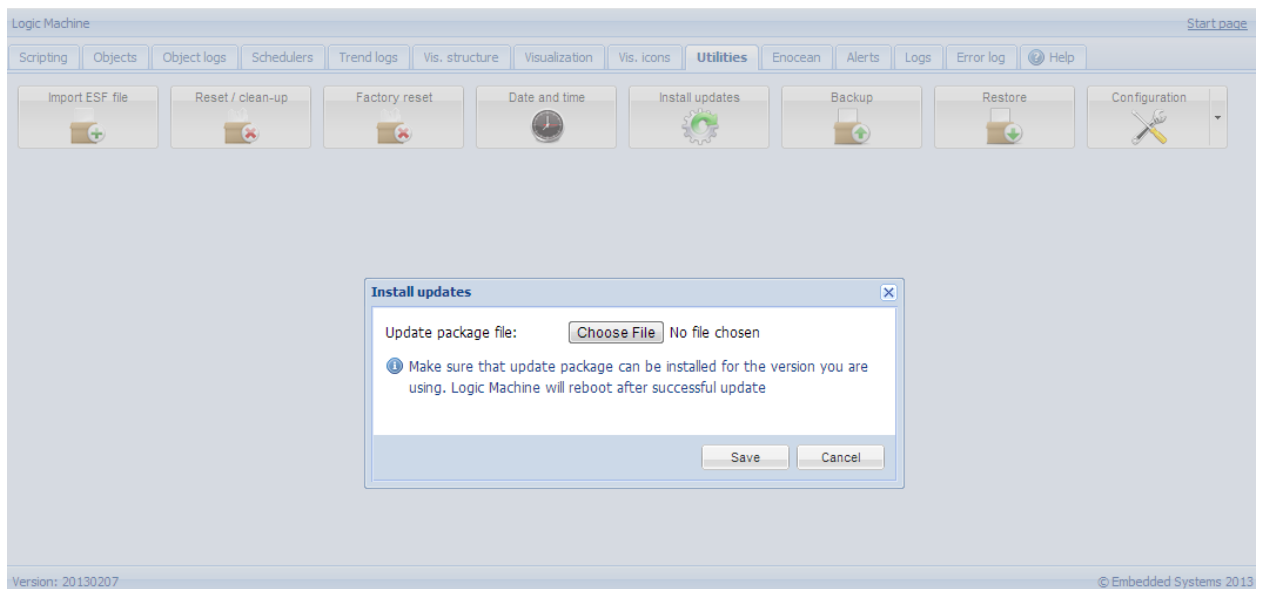 Logic Machine Start page
Scripting Objects Object logs Schedulers Trend logs Vis. structure Visualization Vis. icons Utilities Enocean Alerts Logs Error log Help
Import ESF file Reset / clean-up Factory reset Date and time Install updates Backup Restore Configuration
Install updates
Update package file: Choose File No file chosen
Make sure that update package can be installed for the version you are
using. Logic Machine will reboot after successful update
Save Cancel
Version: 20130207 © Embedded Systems 2013